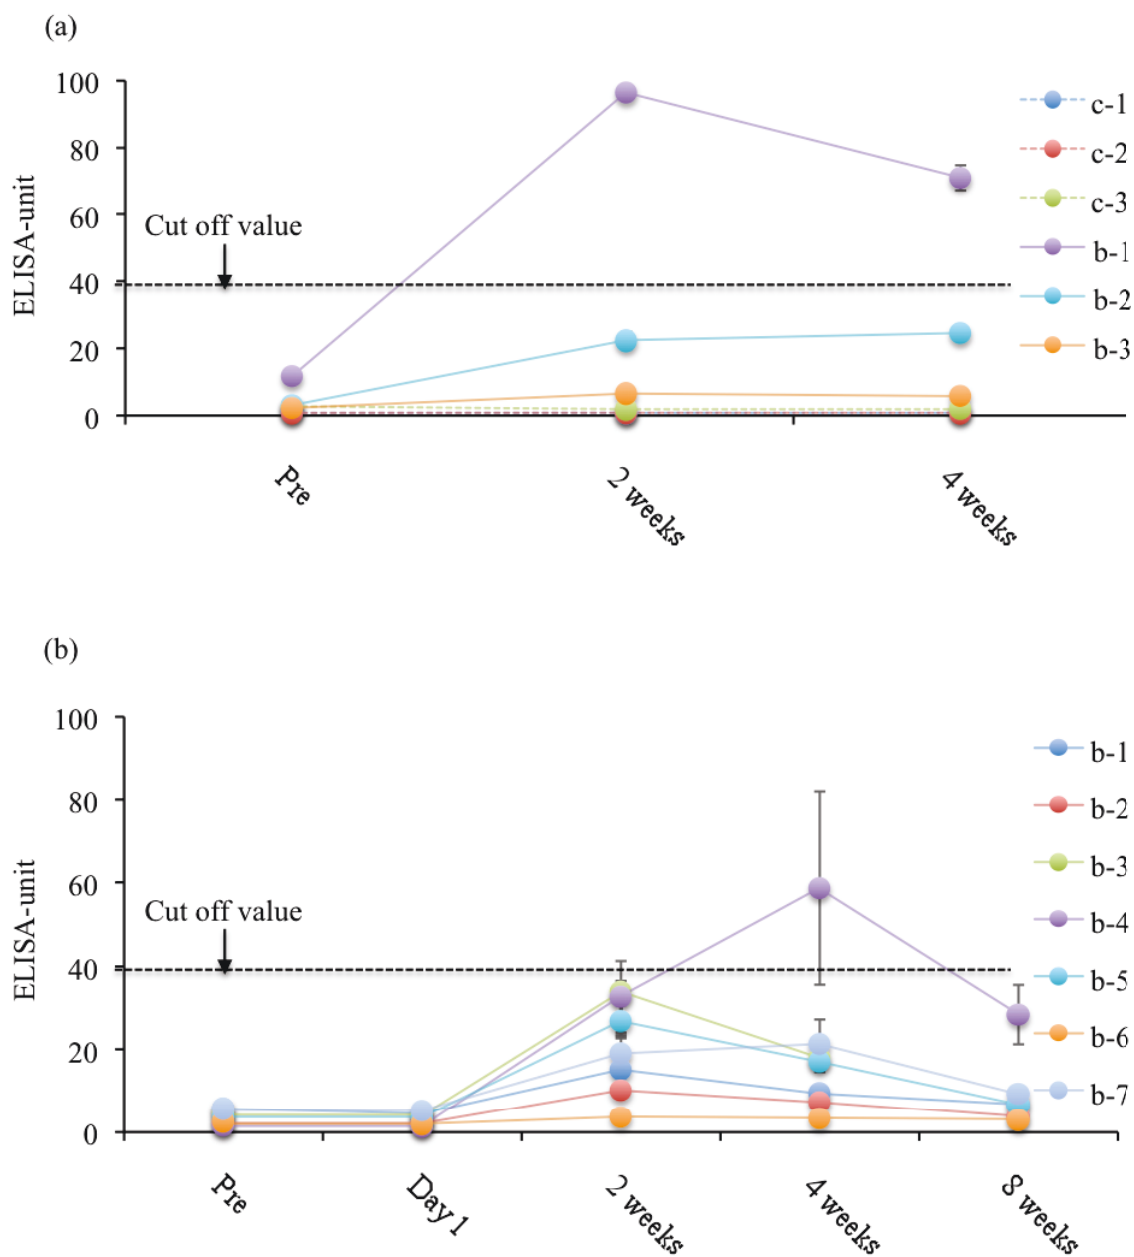 (a)
100
80
60
40
20
0
ELISA-unit
Cut off value
Pre
2 weeks
4 weeks
c-1
c-2
c-3
b-1
b-2
b-3
(b)
100
80
60
40
20
0
ELISA-unit
Cut off value
Pre
Day 1
2 weeks
4 weeks
8 weeks
b-1
b-2
b-3
b-4
b-5
b-6
b-7